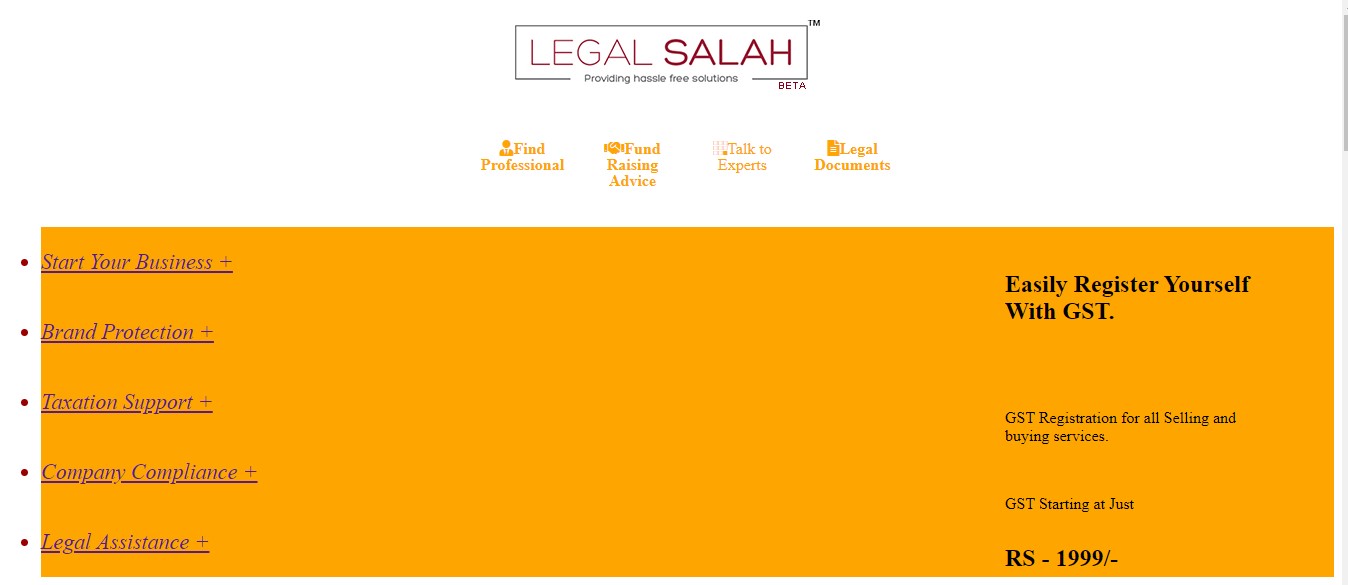 TM
LEGAL SALAH
Providing hassle free solutions
BETA
Find
Professional
Fund
Raising
Advice
Talk to
Experts
Legal
Documents
Start Your Business +
Brand Protection +
Taxation Support +
Company Compliance +
Legal Assistance +
Easily Register Yourself
With GST.
GST Registration for all Selling and
buying services.
GST Starting at Just
RS - 1999/-